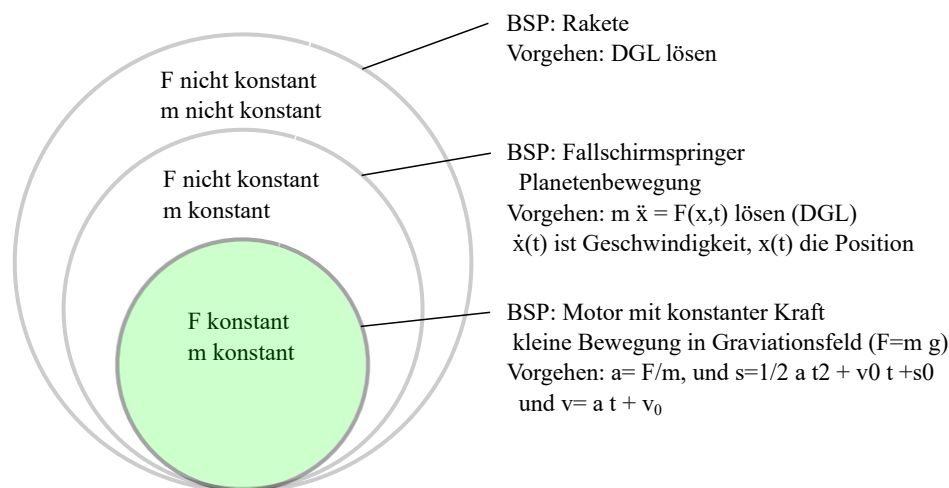 BSP: Rakete
Vorgehen: DGL lösen
F nicht konstant
m nicht konstant
BSP: Fallschirmspringer
Planetenbewegung
Vorgehen: m ẍ = F(x,t) lösen (DGL)
ẋ(t) ist Geschwindigkeit, x(t) die Position
F nicht konstant
m konstant
BSP: Motor mit konstanter Kraft
kleine Bewegung in Graviationsfeld (F=m g)
Vorgehen: a= F/m, und s=1/2 a t2 + v0 t +s0
und v= a t + v₀
F konstant
m konstant